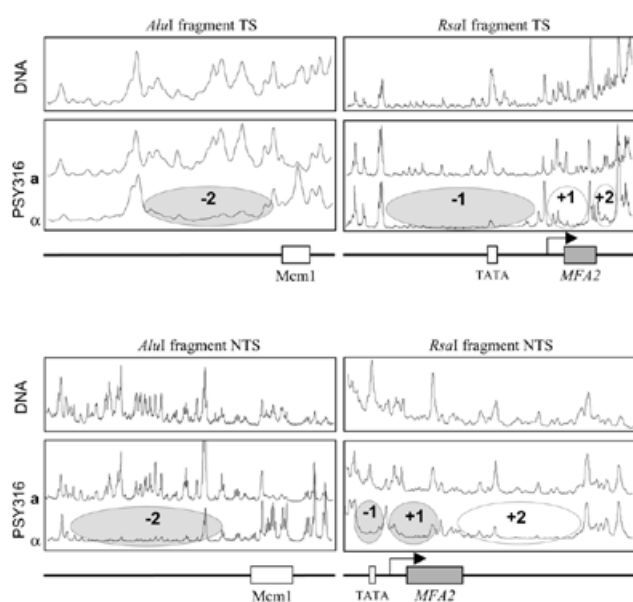 AluI fragment TS
RsaI fragment TS
DNA
PSY316
a
α
-2
-1
+1
+2
Mcm1
TATA
MFA2
AluI fragment NTS
RsaI fragment NTS
DNA
PSY316
a
α
-2
-1
+1
+2
Mcm1
TATA
MFA2